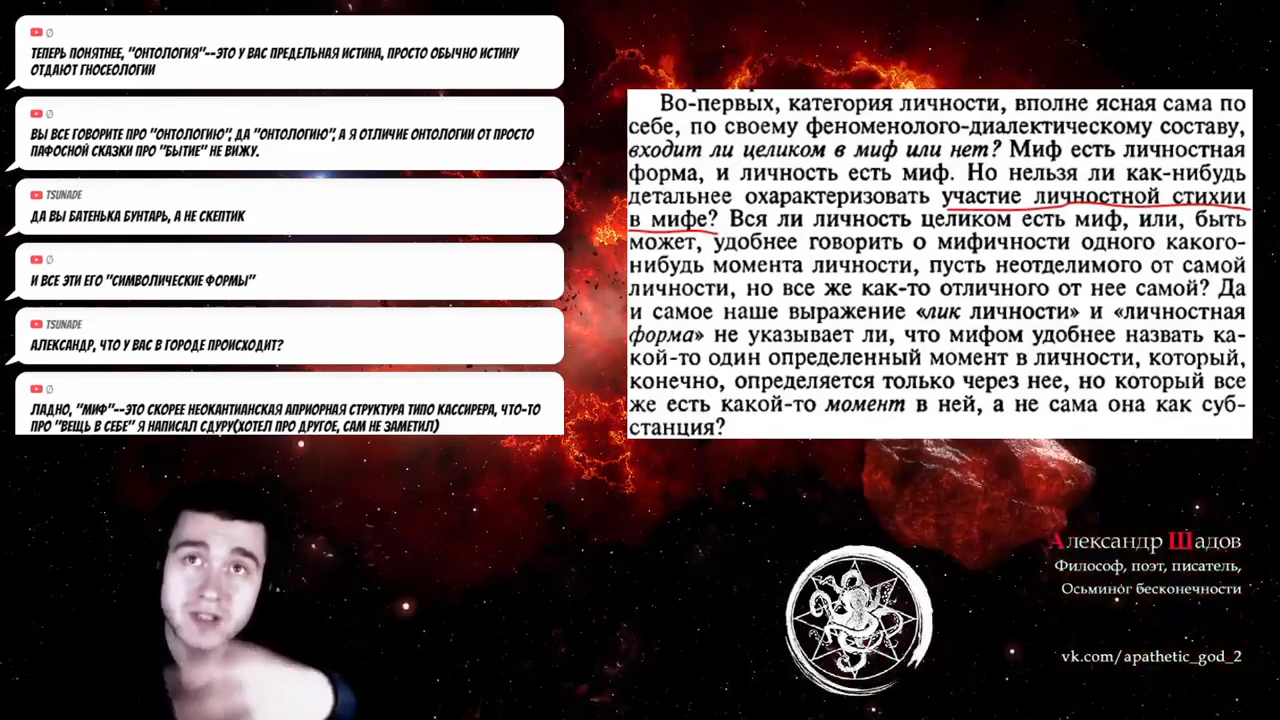 Ø
ТЕПЕРЬ ПОНЯТНЕЕ, "ОНТОЛОГИЯ"--ЭТО У ВАС ПРЕДЕЛЬНАЯ ИСТИНА, ПРОСТО ОБЫЧНО ИСТИНУ
ОТДАЮТ ГНОСЕОЛОГИИ
Ø
ВЫ ВСЕ ГОВОРИТЕ ПРО "ОНТОЛОГИЮ", ДА "ОНТОЛОГИЮ", А Я ОТЛИЧИЕ ОНТОЛОГИИ ОТ ПРОСТО
ПАФОСНОЙ СКАЗКИ ПРО "БЫТИЕ" НЕ ВИЖУ.
TSUNADE
ДА ВЫ БАТЕНЬКА БУНТАРЬ, А НЕ СКЕПТИК
Ø
И ВСЕ ЭТИ ЕГО "СИМВОЛИЧЕСКИЕ ФОРМЫ"
TSUNADE
АЛЕКСАНДР, ЧТО У ВАС В ГОРОДЕ ПРОИСХОДИТ?
Ø
ЛАДНО, "МИФ"--ЭТО СКОРЕЕ НЕОКАНТИАНСКАЯ АПРИОРНАЯ СТРУКТУРА ТИПО КАССИРЕРА, ЧТО-ТО
ПРО "ВЕЩЬ В СЕБЕ" Я НАПИСАЛ СДУРУ(ХОТЕЛ ПРО ДРУГОЕ, САМ НЕ ЗАМЕТИЛ)
Во-первых, категория личности, вполне ясная сама по
себе, по своему феноменолого-диалектическому составу,
входит ли целиком в миф или нет? Миф есть личностная
форма, и личность есть миф. Но нельзя ли как-нибудь
детальнее охарактеризовать участие личностной стихии
в мифе? Вся ли личность целиком есть миф, или, быть
может, удобнее говорить о мифичности одного какого-
нибудь момента личности, пусть неотделимого от самой
личности, но все же как-то отличного от нее самой? Да
и самое наше выражение «лик личности» и «личностная
форма» не указывает ли, что мифом удобнее назвать ка-
кой-то один определенный момент в личности, который,
конечно, определяется только через нее, но который все
же есть какой-то момент в ней, а не сама она как суб-
станция?
Александр Шадов
Философ, поэт, писатель,
Осьминóг бесконечности
vk.com/apathetic_god_2